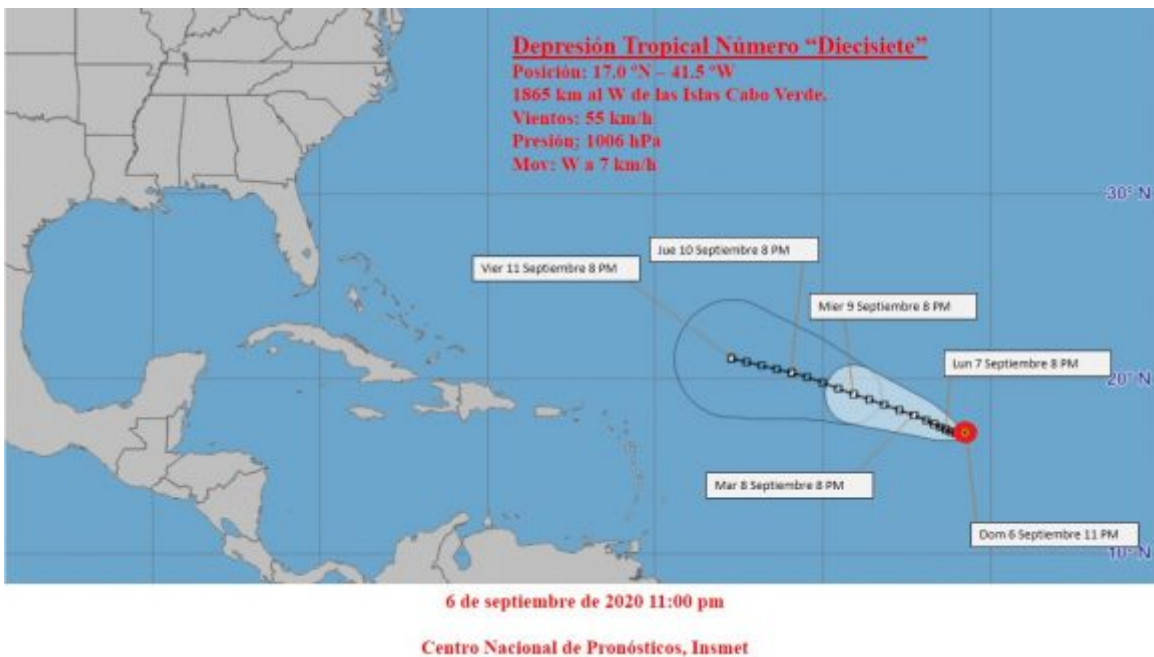 Depresión Tropical Número “Diecisiete”
Posición: 17.0 ºN – 41.5 ºW
1865 km al W de las Islas Cabo Verde.
Vientos: 55 km/h
Presión; 1006 hPa
Mov: W a 7 km/h
30° N
Jue 10 Septiembre 8 PM
Vier 11 Septiembre 8 PM
Mier 9 Septiembre 8 PM
Lun 7 Septiembre 8 PM
20° N
Mar 8 Septiembre 8 PM
Dom 6 Septiembre 11 PM
10° N
6 de septiembre de 2020 11:00 pm
Centro Nacional de Pronósticos, Insmet